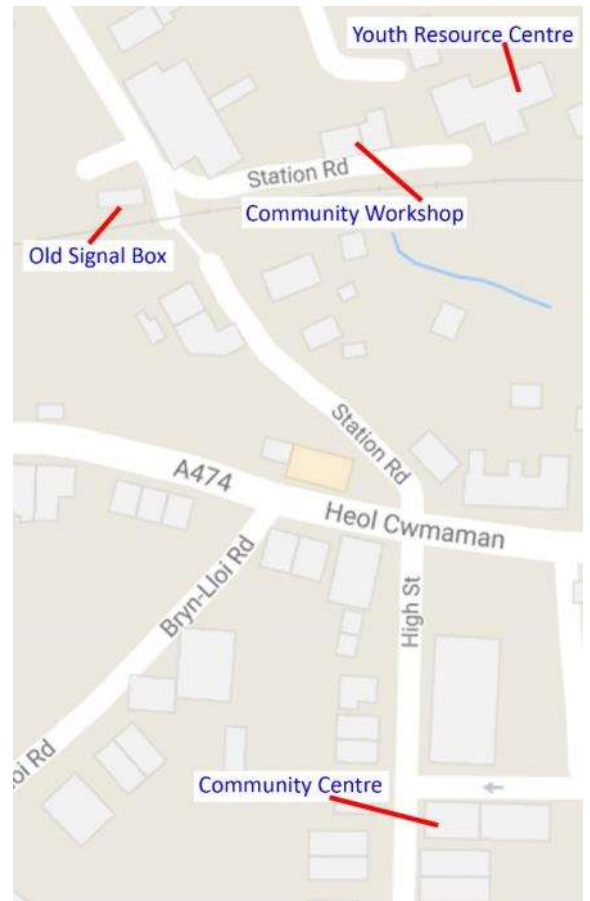 Youth Resource Centre
Station Rd
Community Workshop
Old Signal Box
Station Rd
A474
Heol Cwmaman
Bryn-Lloi Rd
High St
oi Rd
Community Centre